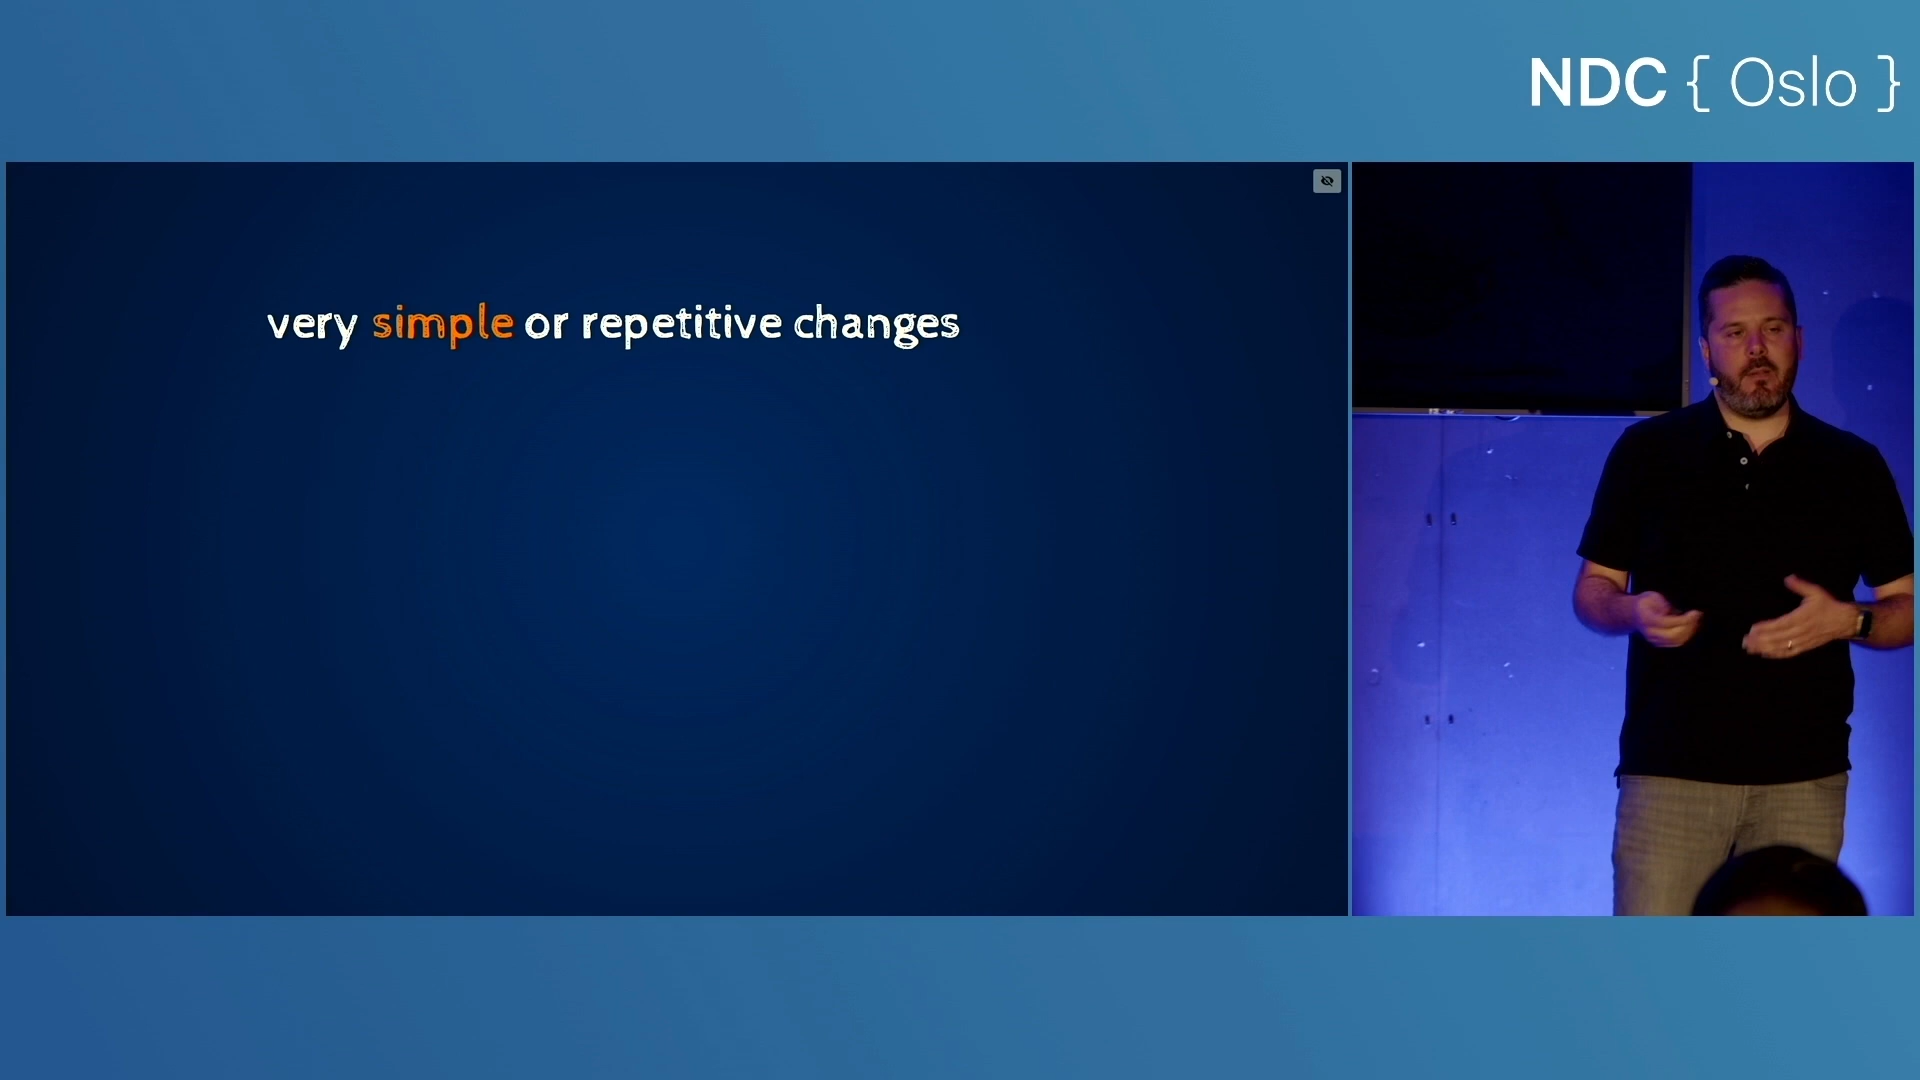 NDC { Oslo }
very simple or repetitive changes